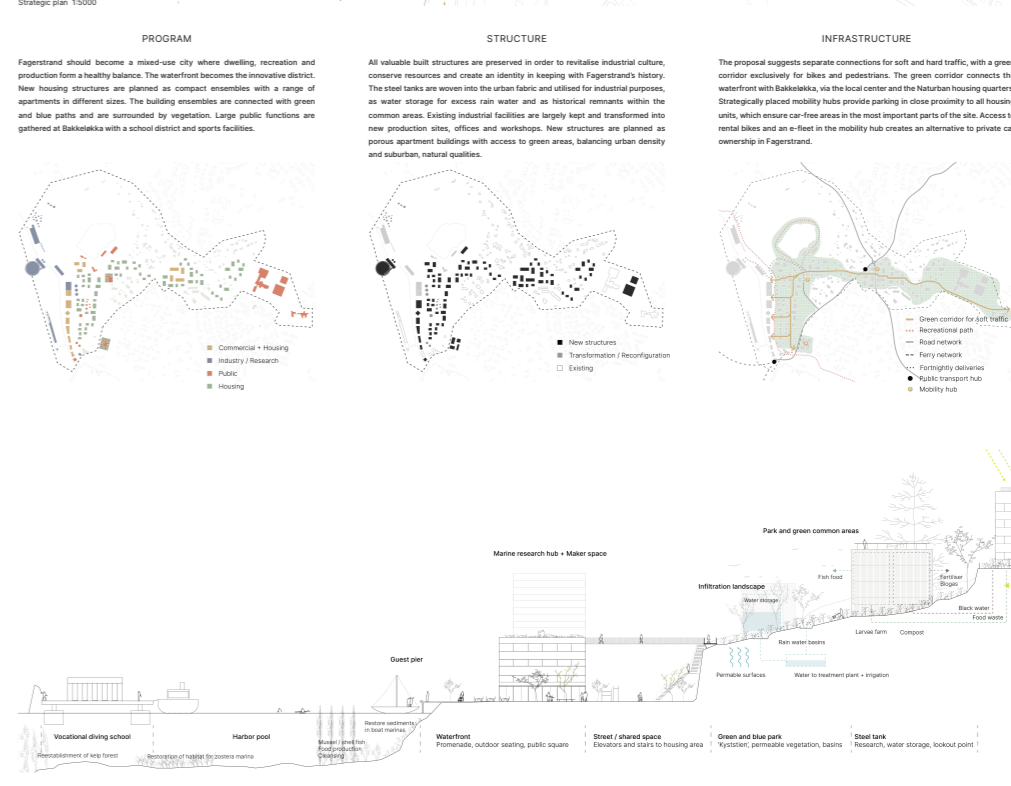 Strategic plan 1:5000
PROGRAM
Fagerstrand should become a mixed-use city where dwelling, recreation and
production form a healthy balance. The waterfront becomes the innovative district.
New housing structures are planned as compact ensembles with a range of
apartments in different sizes. The building ensembles are connected with green
and blue paths and are surrounded by vegetation. Large public functions are
gathered at Bakkeløkka with a school district and sports facilities.
STRUCTURE
All valuable built structures are preserved in order to revitalise industrial culture,
conserve resources and create an identity in keeping with Fagerstrand's history.
The steel tanks are woven into the urban fabric and utilised for industrial purposes,
as water storage for excess rain water and as historical remnants within the
common areas. Existing industrial facilities are largely kept and transformed into
new production sites, offices and workshops. New structures are planned as
porous apartment buildings with access to green areas, balancing urban density
and suburban, natural qualities.
INFRASTRUCTURE
The proposal suggests separate connections for soft and hard traffic, with a gree
corridor exclusively for bikes and pedestrians. The green corridor connects th
waterfront with Bakkeløkka, via the local center and the Naturban housing quarters
Strategically placed mobility hubs provide parking in close proximity to all housing
units, which ensure car-free areas in the most important parts of the site. Access to
rental bikes and an e-fleet in the mobility hub creates an alternative to private ca
ownership in Fagerstrand.
Commercial + Housing
Industry / Research
Public
Housing
New structures
Transformation / Reconfiguration
Existing
Green corridor for soft traffic
Recreational path
Road network
Ferry network
Fortnightly deliveries
Public transport hub
Mobility hub
Park and green common areas
Marine research hub + Maker space
Fish food
Fertiliser
Biogas
Infiltration landscape
Water storage
Black water
Food waste
Larvae farm
Compost
Rain water basins
Guest pier
Permable surfaces
Water to treatment plant + irrigation
Restore sediments
in boat marinas
Vocational diving school
Reestablishment of kelp forest
Harbor pool
Restoration of habitat for zostera marina
Mussel / shell fish
Food production
Cleansing
Waterfront
Promenade, outdoor seating, public square
Street / shared space
Elevators and stairs to housing area
Green and blue park
'Kyststien', permeable vegetation, basins
Steel tank
Research, water storage, lookout point